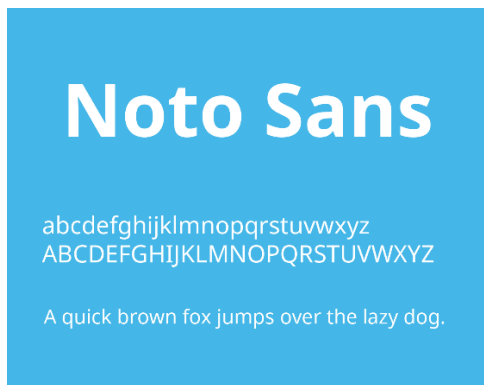 Noto Sans
abcdefghijklmnopqrstuvwxyz
ABCDEFGHIJKLMNOPQRSTUVWXYZ
A quick brown fox jumps over the lazy dog.